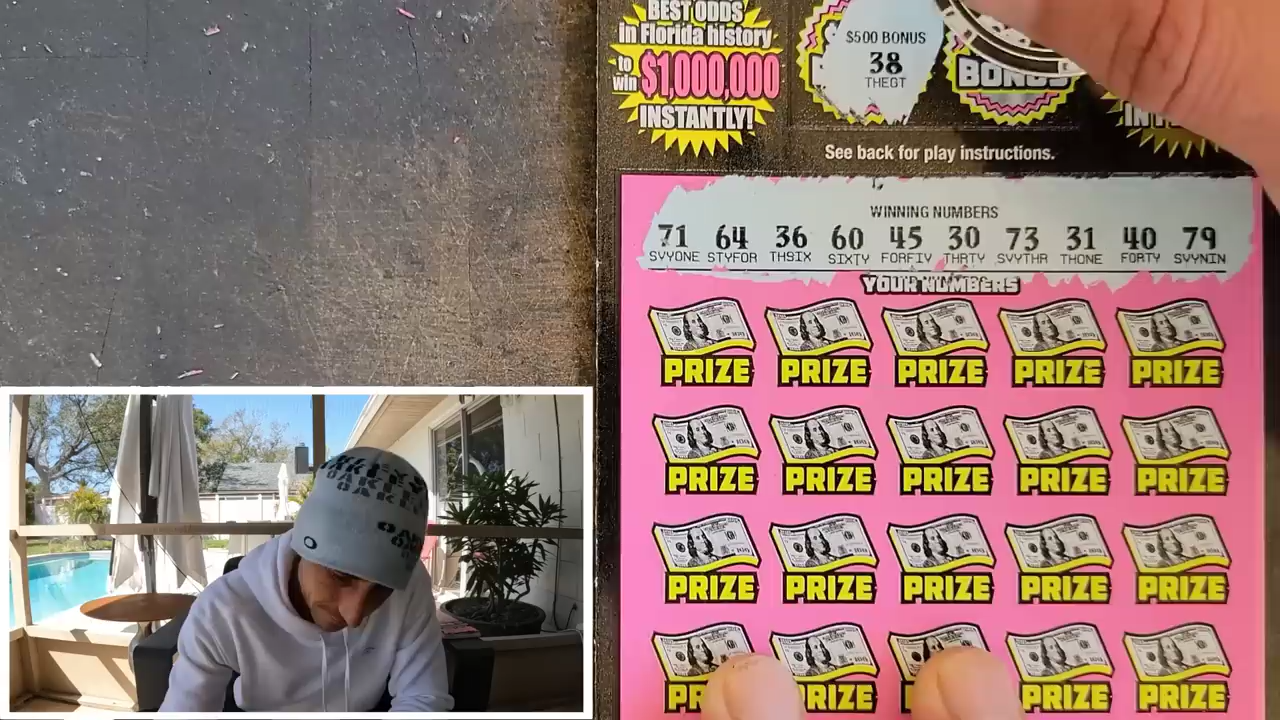 BEST ODDS
in Florida history
to win $1,000,000
INSTANTLY!
$500 BONUS
38
THEGT
BONUS
See back for play instructions.
WINNING NUMBERS
71 64 36 60 45 30 73 31 40 79
SVYONE STYFOR THSIX SIXTY FORFIV THRTY SVYTHR THONE FORTY SVYNIN
YOUR NUMBERS
PRIZE PRIZE PRIZE PRIZE PRIZE
PRIZE PRIZE PRIZE PRIZE PRIZE
PRIZE PRIZE PRIZE PRIZE PRIZE
PRIZE PRIZE PRIZE